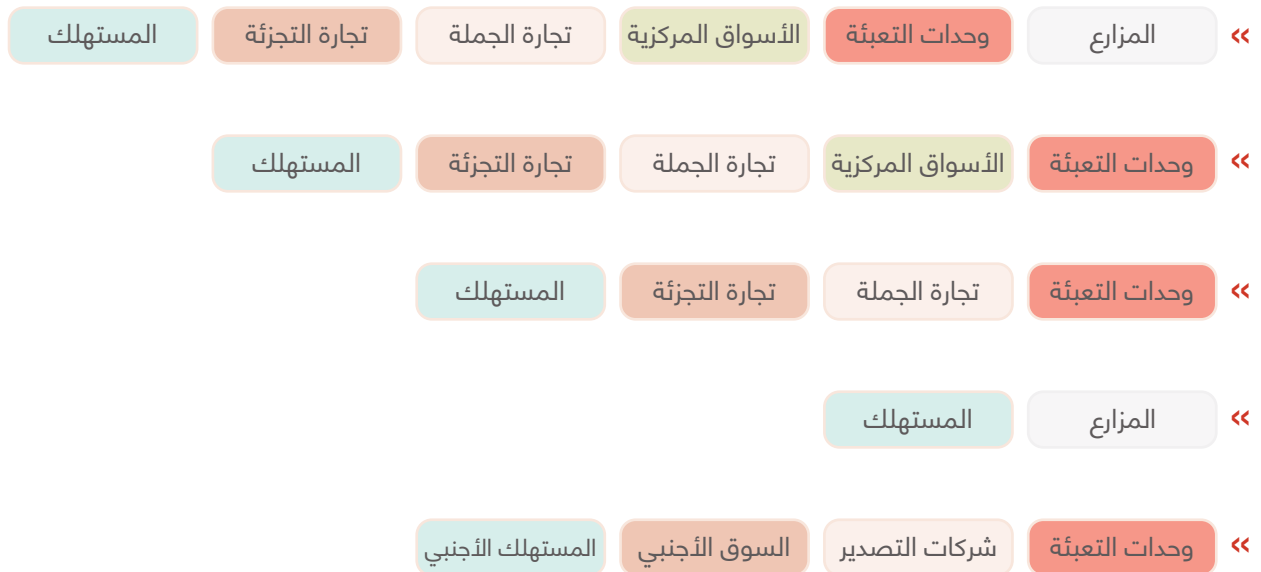 » المزارع وحدات التعبئة الأسواق المركزية تجارة الجملة تجارة التجزئة المستهلك
» وحدات التعبئة الأسواق المركزية تجارة الجملة تجارة التجزئة المستهلك
» وحدات التعبئة تجارة الجملة تجارة التجزئة المستهلك
» المزارع المستهلك
» وحدات التعبئة شركات التصدير السوق الأجنبي المستهلك الأجنبي